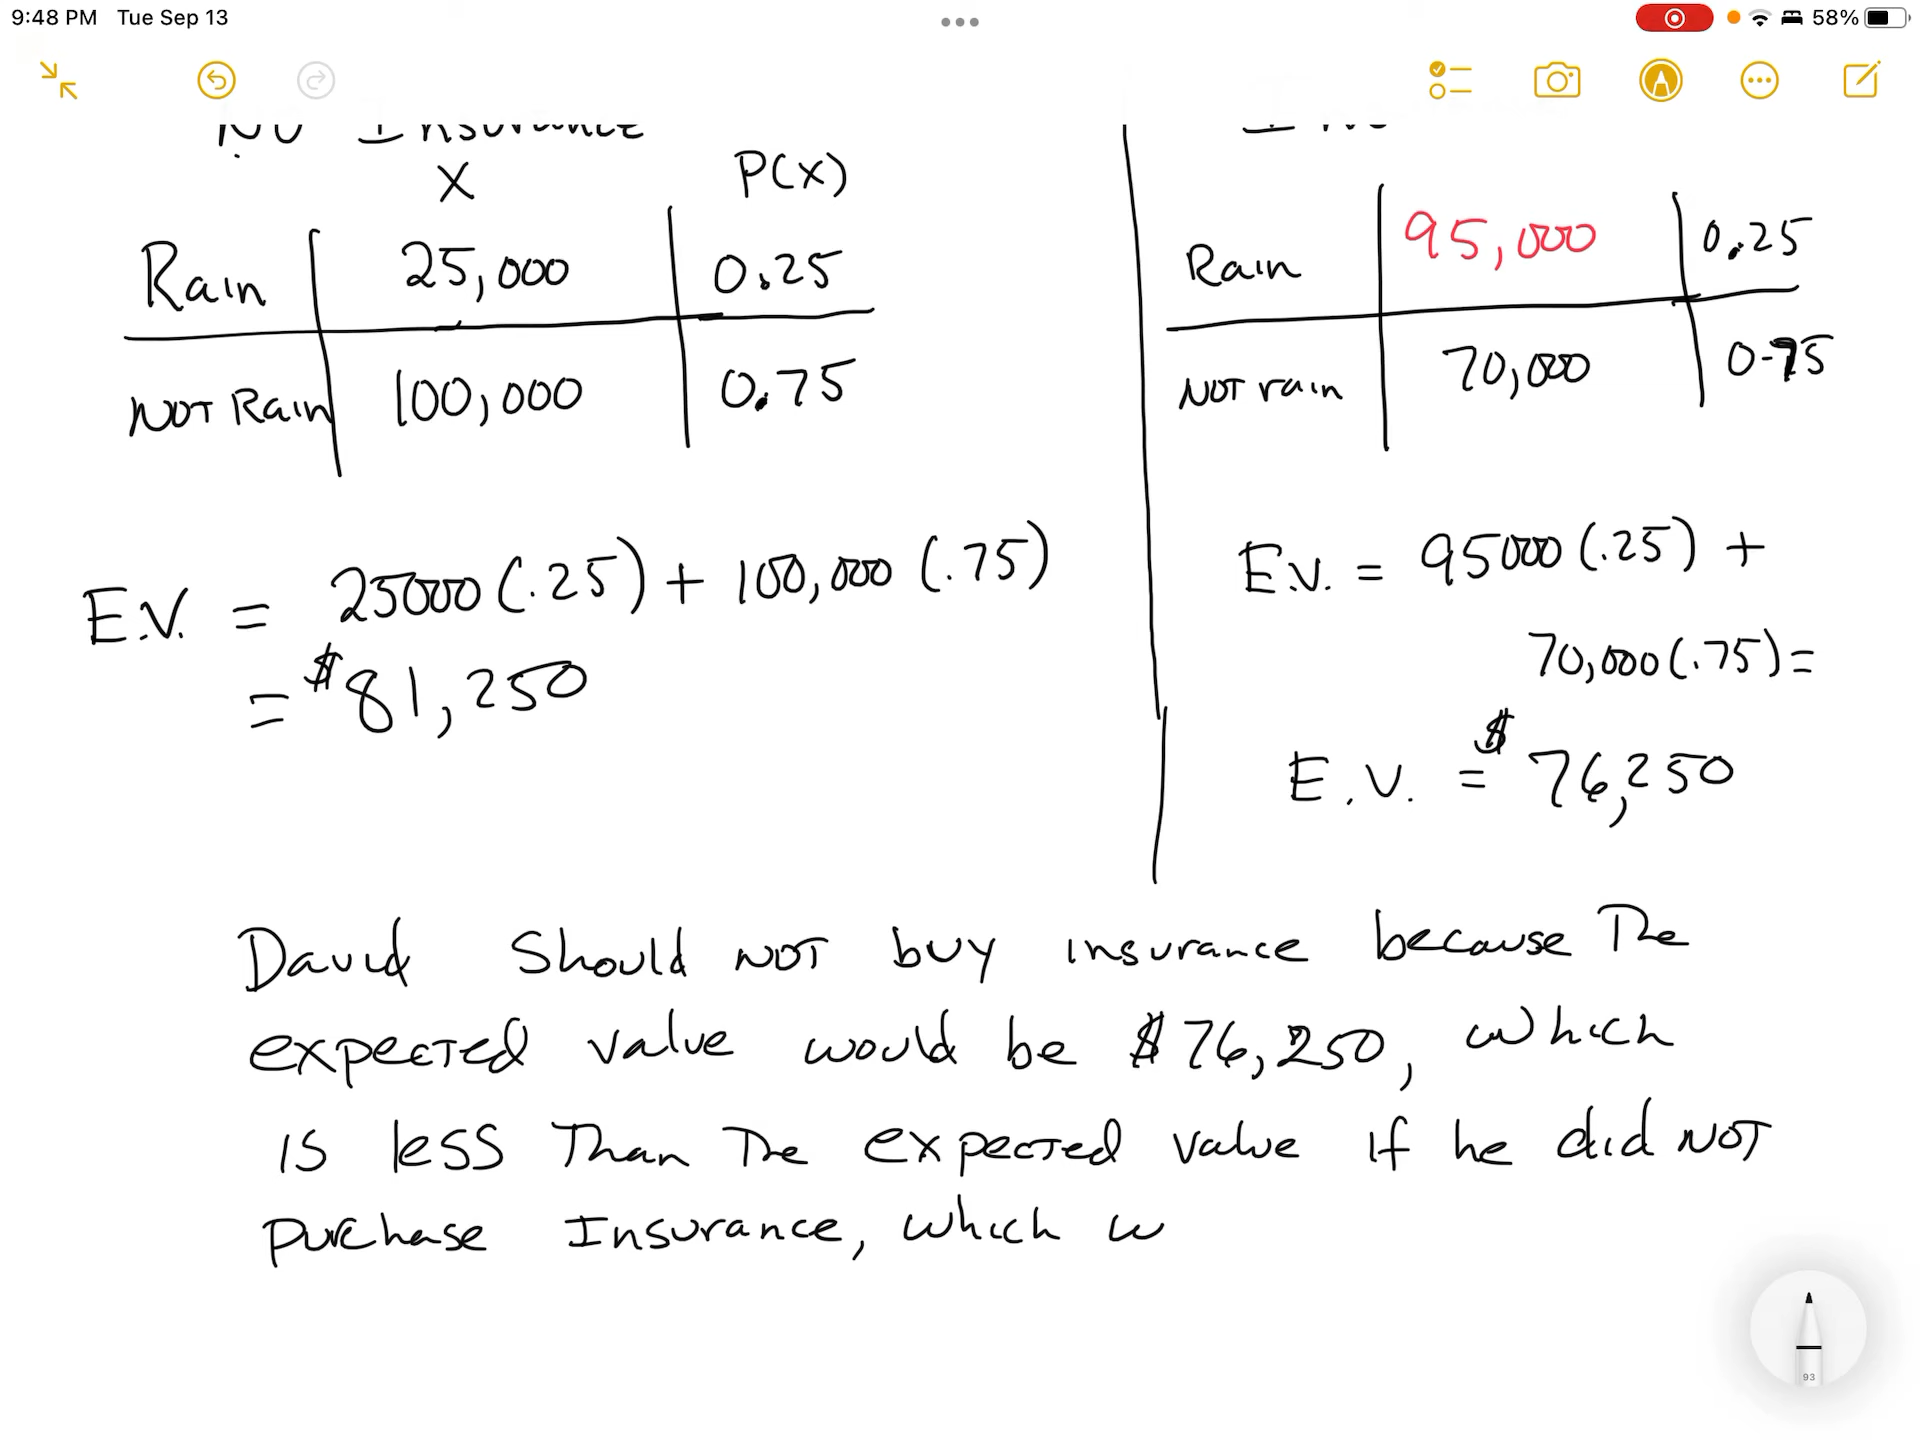 9:48 PM Tue Sep 13
58%
No Insurance
X P(X)
Rain 25,000 0.25
NOT Rain 100,000 0.75
E.V. = 25000 (.25) + 100,000 (.75)
= $81,250
Rain 95,000 0.25
NOT rain 70,000 0.75
E.V. = 95000 (.25) +
70,000 (.75) =
E.V. = $76,250
David Should NOT buy insurance because The
expected value would be $76,250, which
is less Than The expected value if he did NOT
purchase Insurance, which w
93